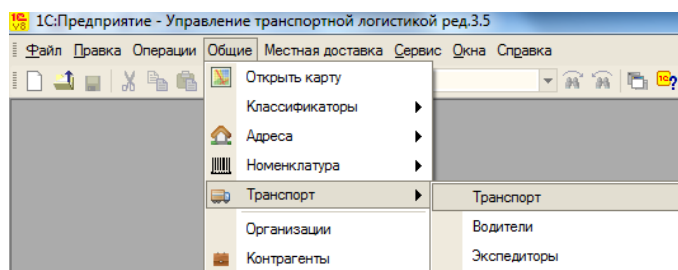 1С:Предприятие - Управление транспортной логистикой ред.3.5
Файл Правка Операции Общие Местная доставка Сервис Окна Справка
Открыть карту
Классификаторы
Адреса
Номенклатура
Транспорт Транспорт
Организации Водители
Контрагенты Экспедиторы